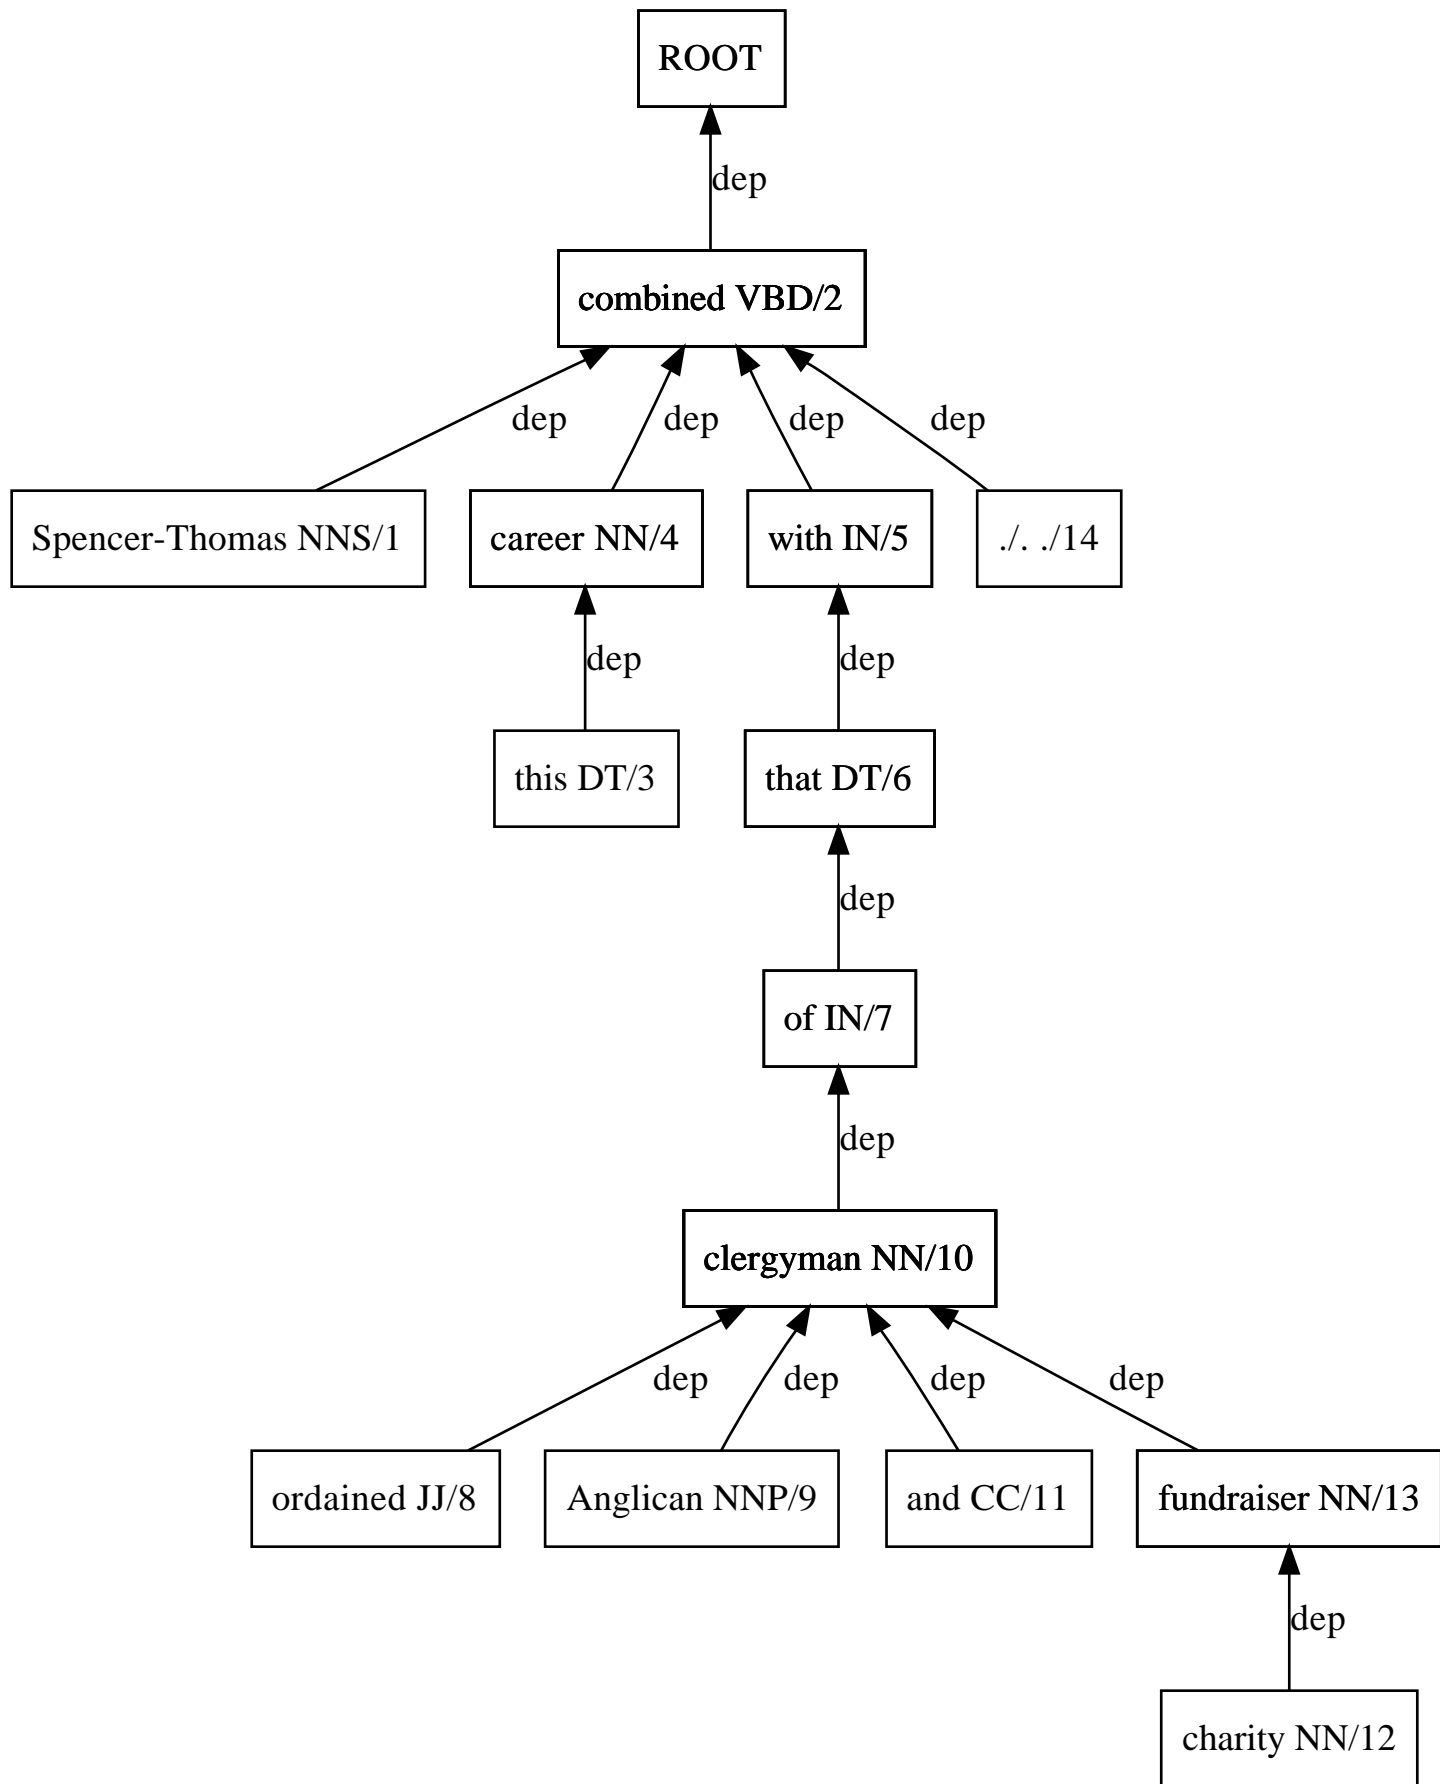 ROOT
dep
combined VBD/2
dep dep dep dep
Spencer-Thomas NNS/1 career NN/4 with IN/5 ./. ./14
dep dep
this DT/3 that DT/6
dep
of IN/7
dep
clergyman NN/10
dep dep dep dep
ordained JJ/8 Anglican NNP/9 and CC/11 fundraiser NN/13
dep
charity NN/12